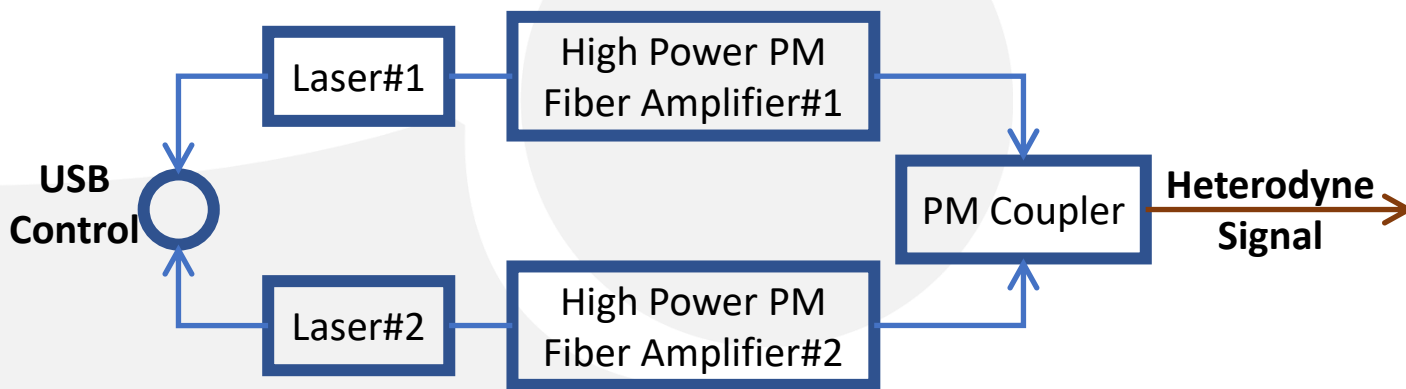 Laser#1
High Power PM
Fiber Amplifier#1
USB
Control
PM Coupler
Heterodyne
Signal
Laser#2
High Power PM
Fiber Amplifier#2